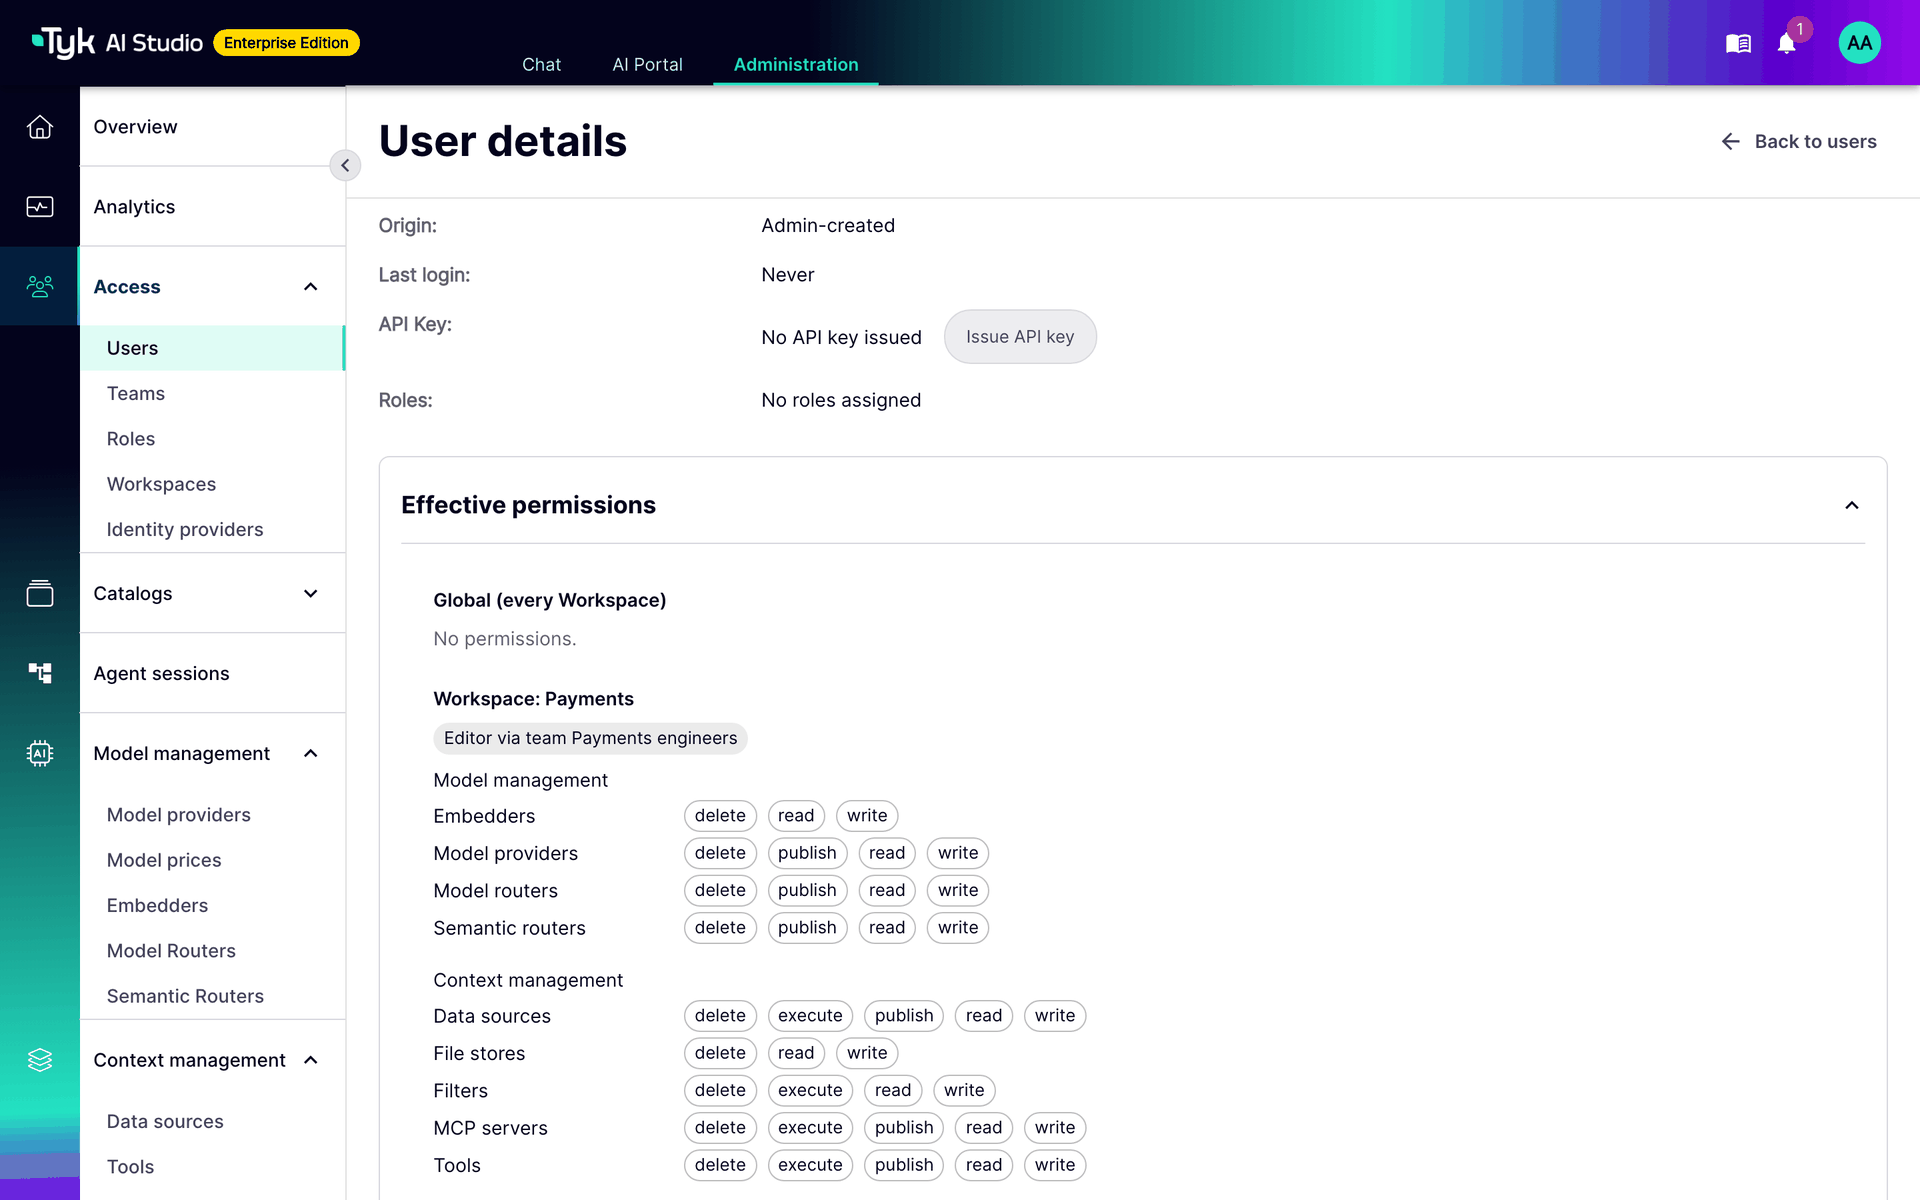 Tyk AI Studio Enterprise Edition
Chat AI Portal Administration
1 AA
Overview
Analytics
Access
Users
Teams
Roles
Workspaces
Identity providers
Catalogs
Agent sessions
AI
Model management
Model providers
Model prices
Embedders
Model Routers
Semantic Routers
Context management
Data sources
Tools
User details
Back to users
Origin: Admin-created
Last login: Never
API Key: No API key issued Issue API key
Roles: No roles assigned
Effective permissions
Global (every Workspace)
No permissions.
Workspace: Payments
Editor via team Payments engineers
Model management
Embedders delete read write
Model providers delete publish read write
Model routers delete publish read write
Semantic routers delete publish read write
Context management
Data sources delete execute publish read write
File stores delete read write
Filters delete execute read write
MCP servers delete execute publish read write
Tools delete execute publish read write